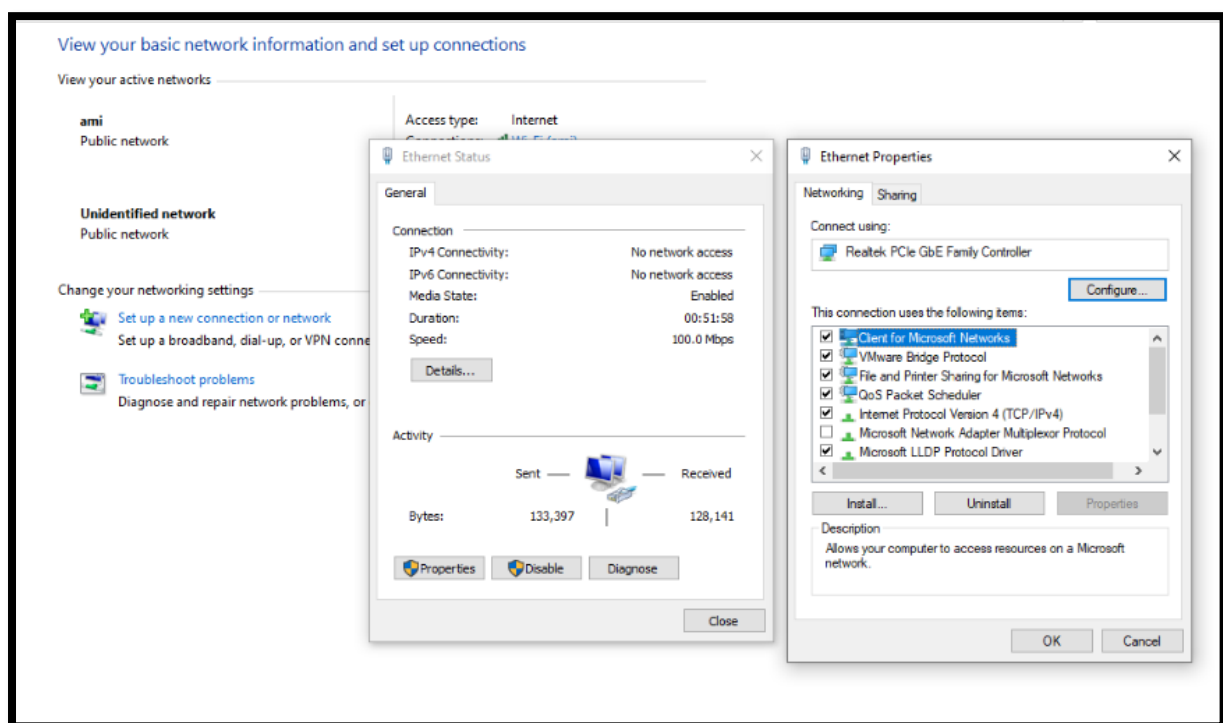 View your basic network information and set up connections
View your active networks
ami
Public network
Access type: Internet
Unidentified network
Public network
Change your networking settings
Set up a new connection or network
Set up a broadband, dial-up, or VPN conne
Troubleshoot problems
Diagnose and repair network problems, or
Ethernet Status
General
Connection
IPv4 Connectivity: No network access
IPv6 Connectivity: No network access
Media State: Enabled
Duration: 00:51:58
Speed: 100.0 Mbps
Details...
Activity
Sent — — Received
Bytes: 133,397 | 128,141
Properties Disable Diagnose
Close
Ethernet Properties
Networking Sharing
Connect using:
Realtek PCIe GbE Family Controller
Configure...
This connection uses the following items:
Client for Microsoft Networks
VMware Bridge Protocol
File and Printer Sharing for Microsoft Networks
QoS Packet Scheduler
Internet Protocol Version 4 (TCP/IPv4)
Microsoft Network Adapter Multiplexor Protocol
Microsoft LLDP Protocol Driver
Install... Uninstall Properties
Description
Allows your computer to access resources on a Microsoft
network.
OK Cancel